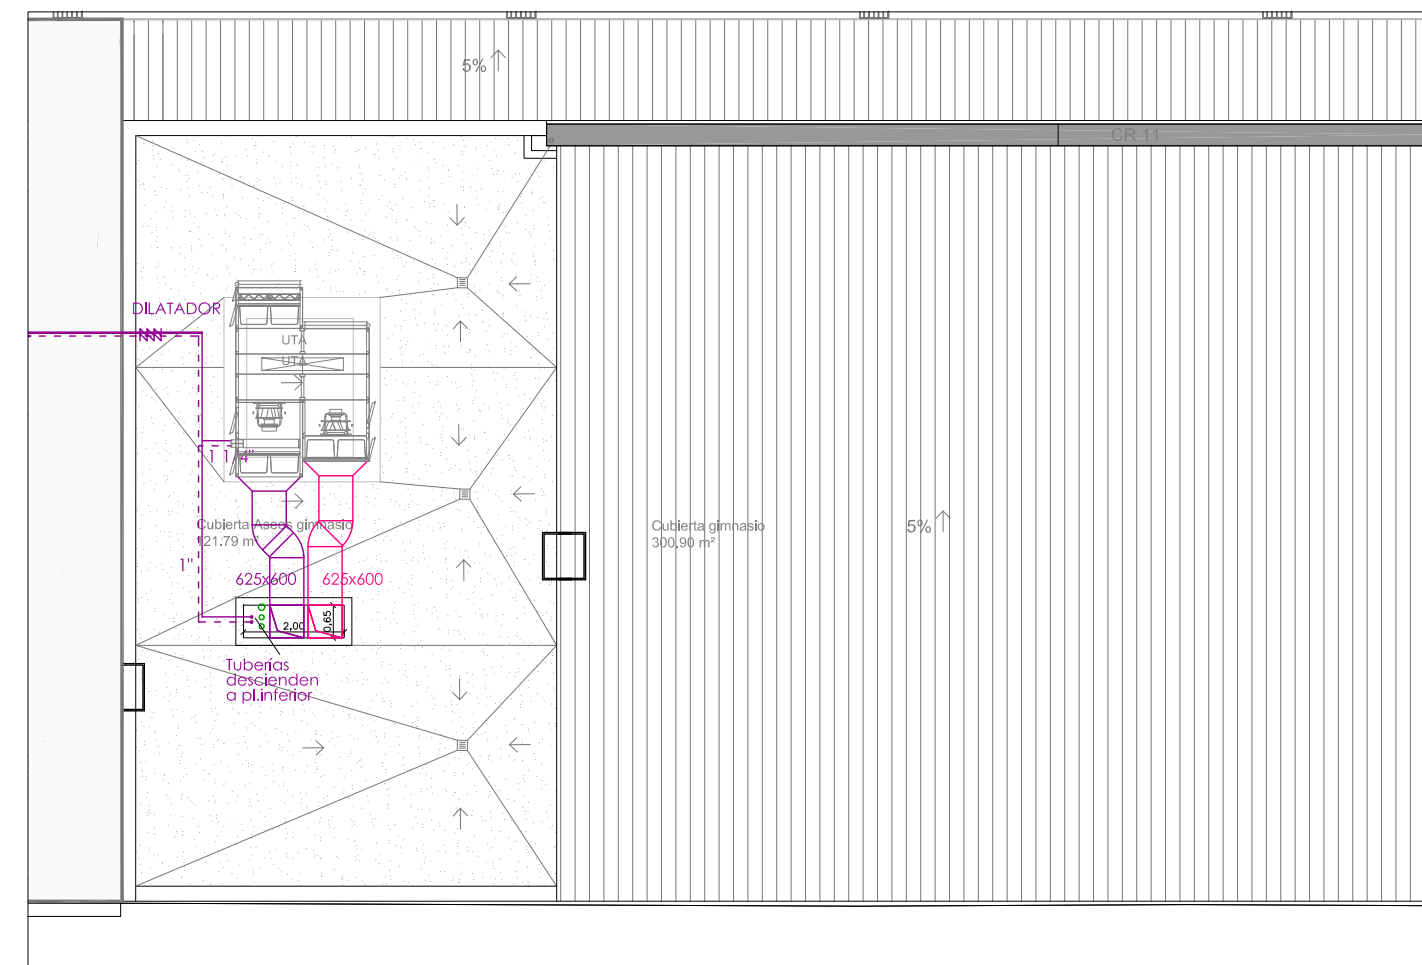 5%
CR 11
DILATADOR
UTA
UTA
1 1/4"
Cubierta Aseos gimnasio
121.79 m²
Cubierta gimnasio
300.90 m²
5%
1"
625x600
625x600
2,00
0,65
Tuberías
descienden
a pl.inferior